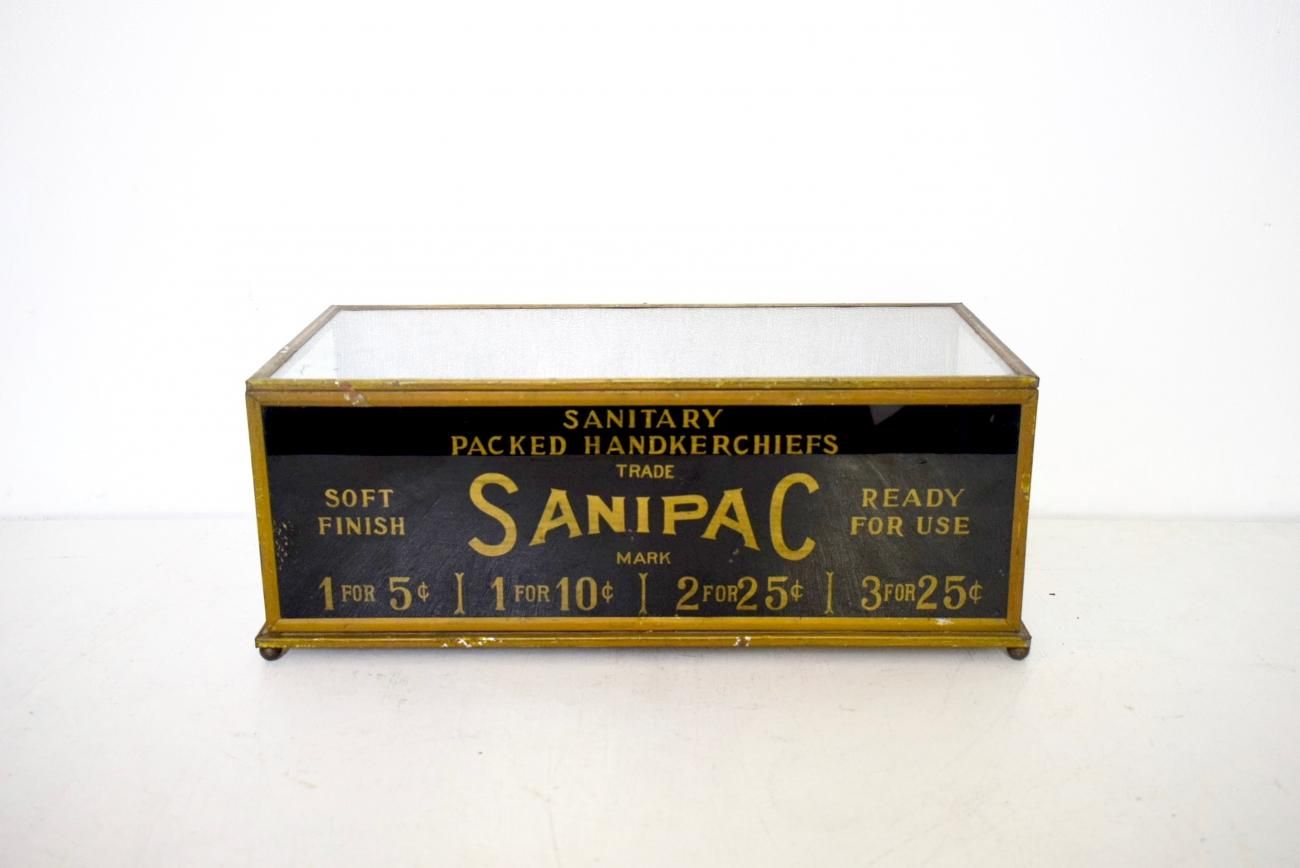 SANITARY
PACKED HANDKERCHIEFS
TRADE
SANIPAC
MARK
SOFT
FINISH
READY
FOR USE
1 FOR 5¢ 1 FOR 10¢ 2 FOR 25¢ 3 FOR 25¢